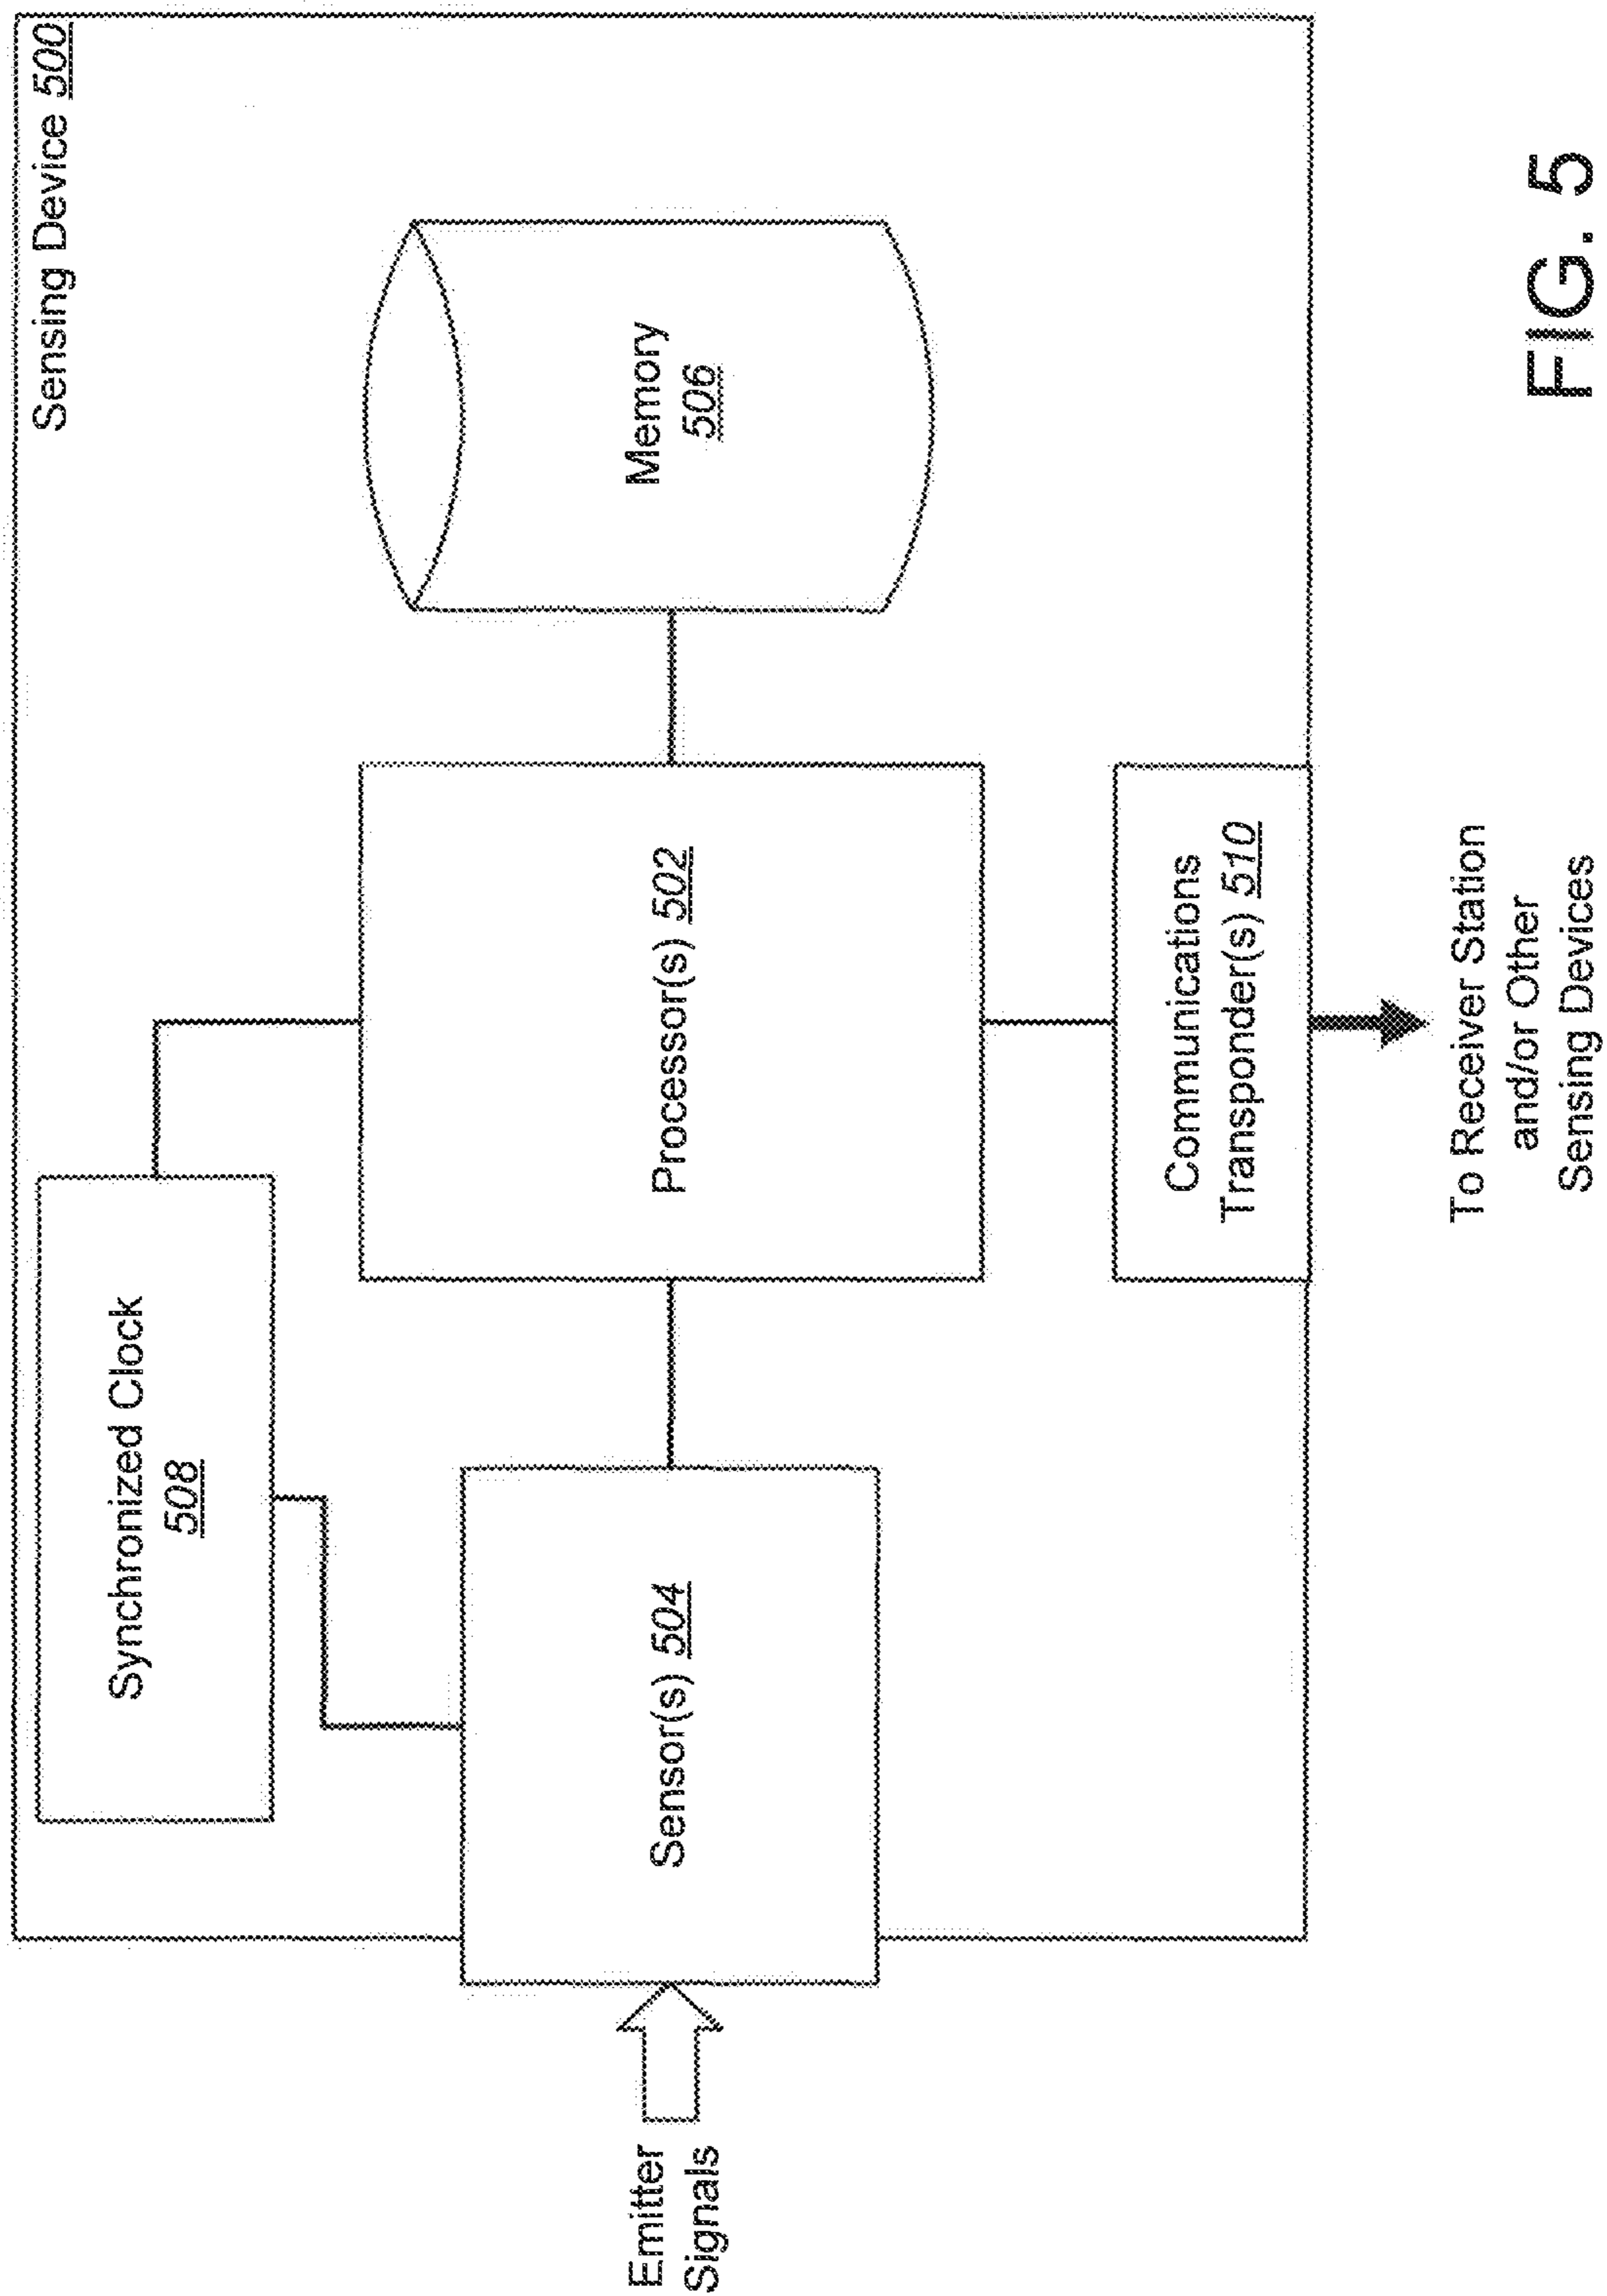 Sensing Device 500
Synchronized Clock
508
Emitter
Signals
Sensor(s) 504
Processor(s) 502
Memory
506
Communications
Transponder(s) 510
To Receiver Station
and/or Other
Sensing Devices
FIG. 5